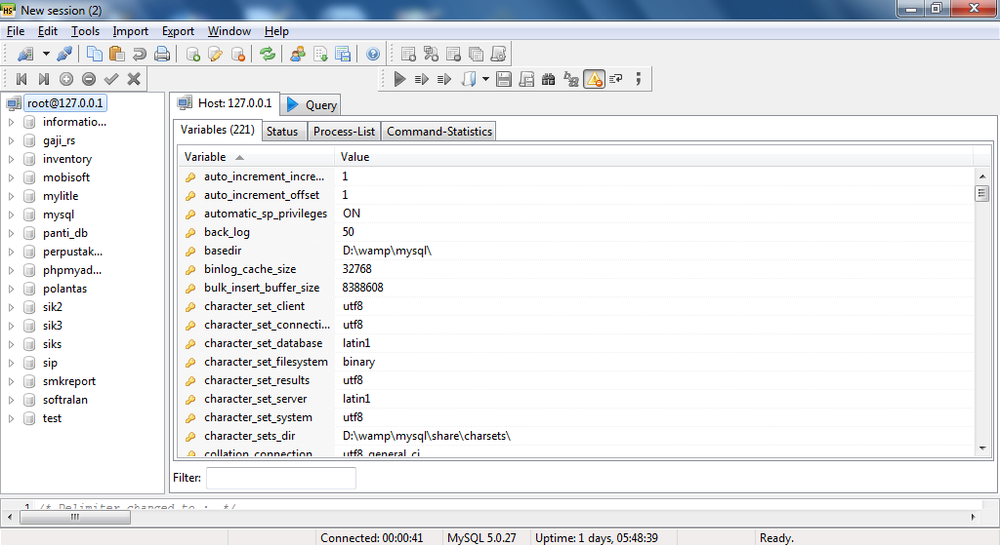 New session (2)
File Edit Tools Import Export Window Help
root@127.0.0.1
informatio...
gaji_rs
inventory
mobisoft
mylitle
mysql
panti_db
perpustak...
phpmyad...
polantas
sik2
sik3
siks
sip
smkreport
softralan
test
Host: 127.0.0.1 Query
Variables (221) Status Process-List Command-Statistics
Variable Value
auto_increment_incre... 1
auto_increment_offset 1
automatic_sp_privileges ON
back_log 50
basedir D:\wamp\mysql\
binlog_cache_size 32768
bulk_insert_buffer_size 8388608
character_set_client utf8
character_set_connecti... utf8
character_set_database latin1
character_set_filesystem binary
character_set_results utf8
character_set_server latin1
character_set_system utf8
character_sets_dir D:\wamp\mysql\share\charsets\
collation_connection utf8_general_ci
Filter:
1 /* Delimiter changed to ; */
Connected: 00:00:41 MySQL 5.0.27 Uptime: 1 days, 05:48:39 Ready.